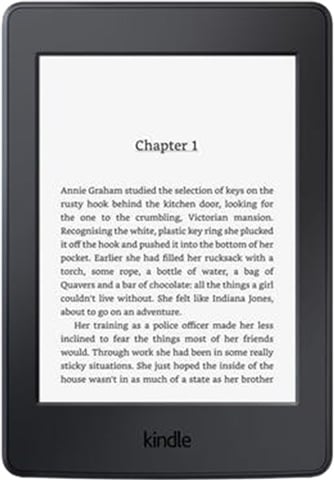 Chapter 1
Annie Graham studied the selection of keys on the
rusty hook behind the kitchen door, looking for
the one to the crumbling, Victorian mansion.
Recognising the white, plastic key ring she plucked
it off the hook and pushed it into the bottom of her
pocket. Earlier she had filled her rucksack with a
torch, some rope, a bottle of water, a bag of
Quavers and a bar of chocolate: all the things a girl
couldn't live without. She felt like Indiana Jones,
about to go on an adventure.
Her training as a police officer made her less
inclined to fear the things most of her friends
would. Through work she had been in some really
sticky situations. She just hoped the inside of the
house wasn't in as much of a state as her brother
kindle